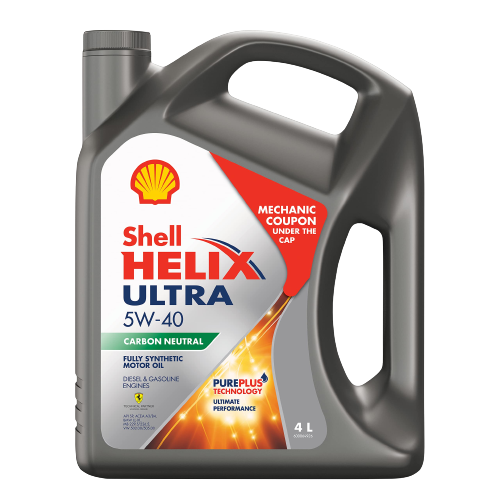 MECHANIC
COUPON
UNDER THE
CAP
Shell
HELIX
ULTRA
5W-40
CARBON NEUTRAL
FULLY SYNTHETIC
MOTOR OIL
DIESEL & GASOLINE
ENGINES
PUREPLUS
TECHNOLOGY
ULTIMATE
PERFORMANCE
4 L